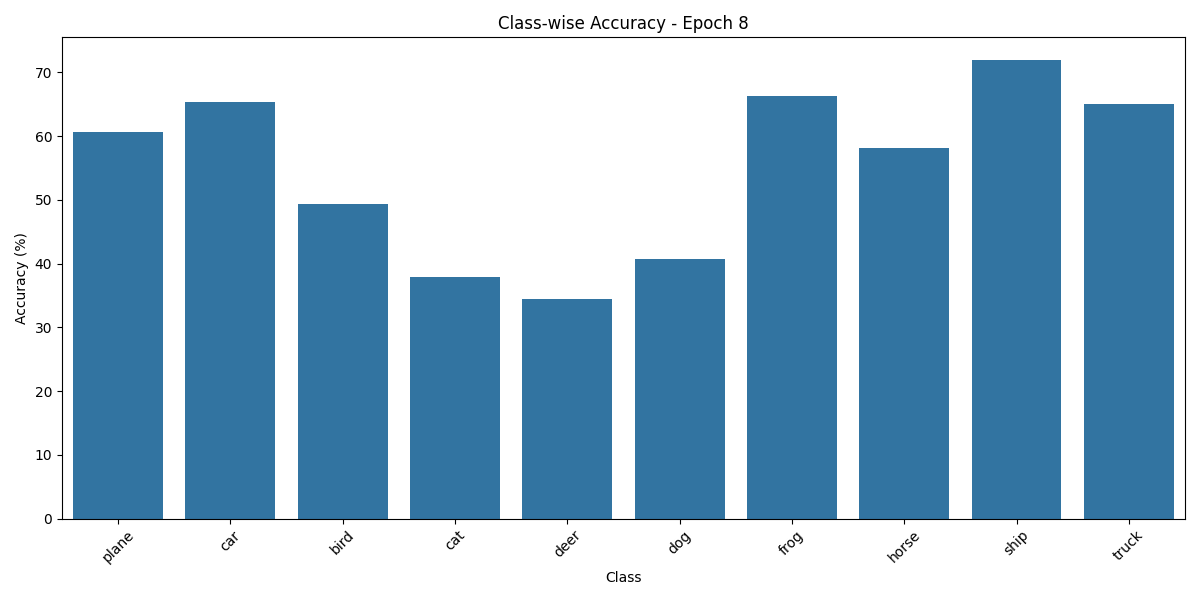 Class-wise Accuracy - Epoch 8
Accuracy (%)
70
60
50
40
30
20
10
0
plane
car
bird
cat
deer
dog
frog
horse
ship
truck
Class